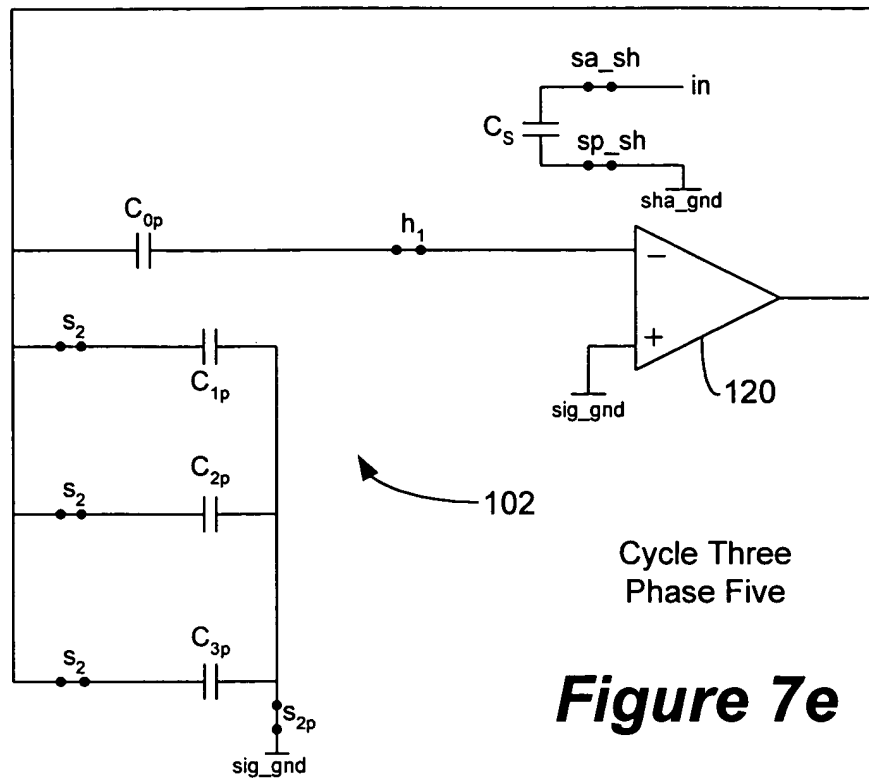 sa_sh
in
C_S
sp_sh
sha_gnd
C_0p
h_1
−
s_2
+
C_1p
sig_gnd
120
C_2p
s_2
102
Cycle Three
Phase Five
C_3p
s_2
s_2p
Figure 7e
sig_gnd